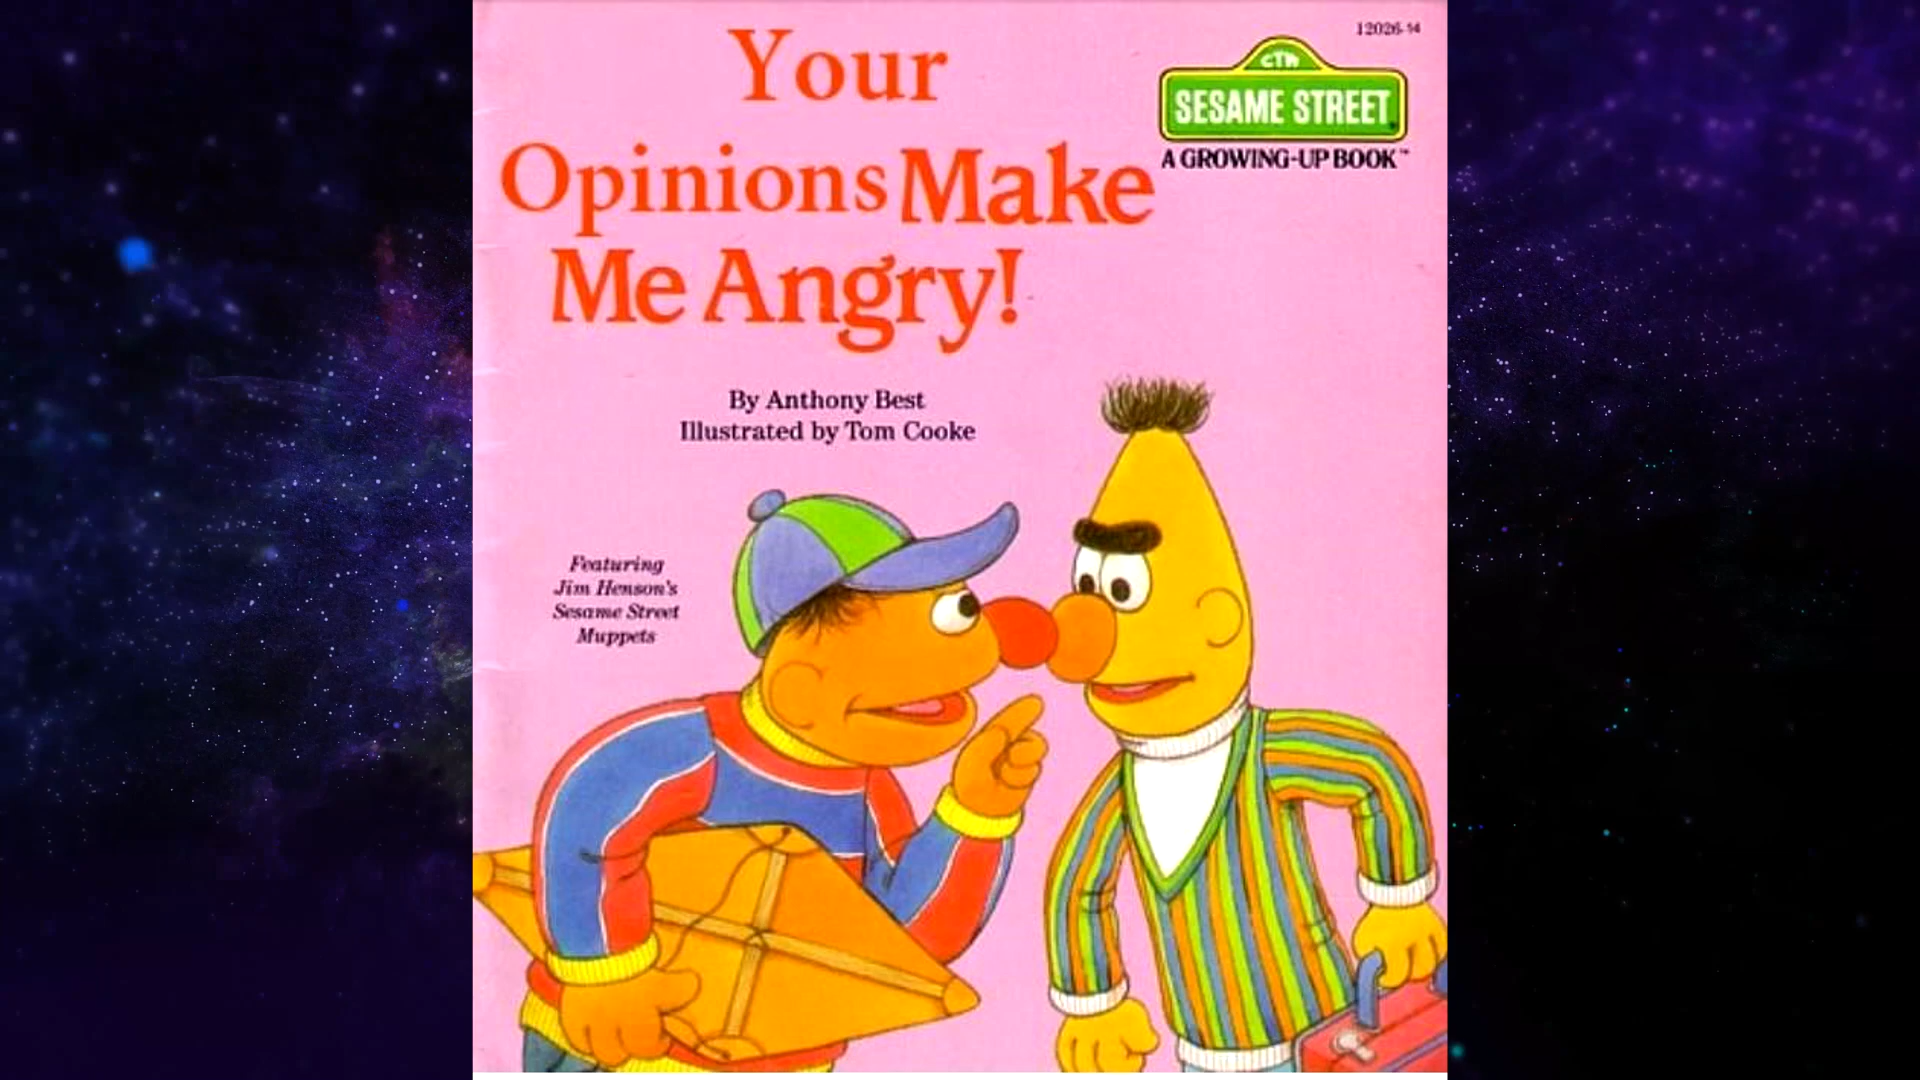 12026-14
Your
Opinions Make
Me Angry!
CTW
SESAME STREET
A GROWING-UP BOOK™
By Anthony Best
Illustrated by Tom Cooke
Featuring
Jim Henson's
Sesame Street
Muppets